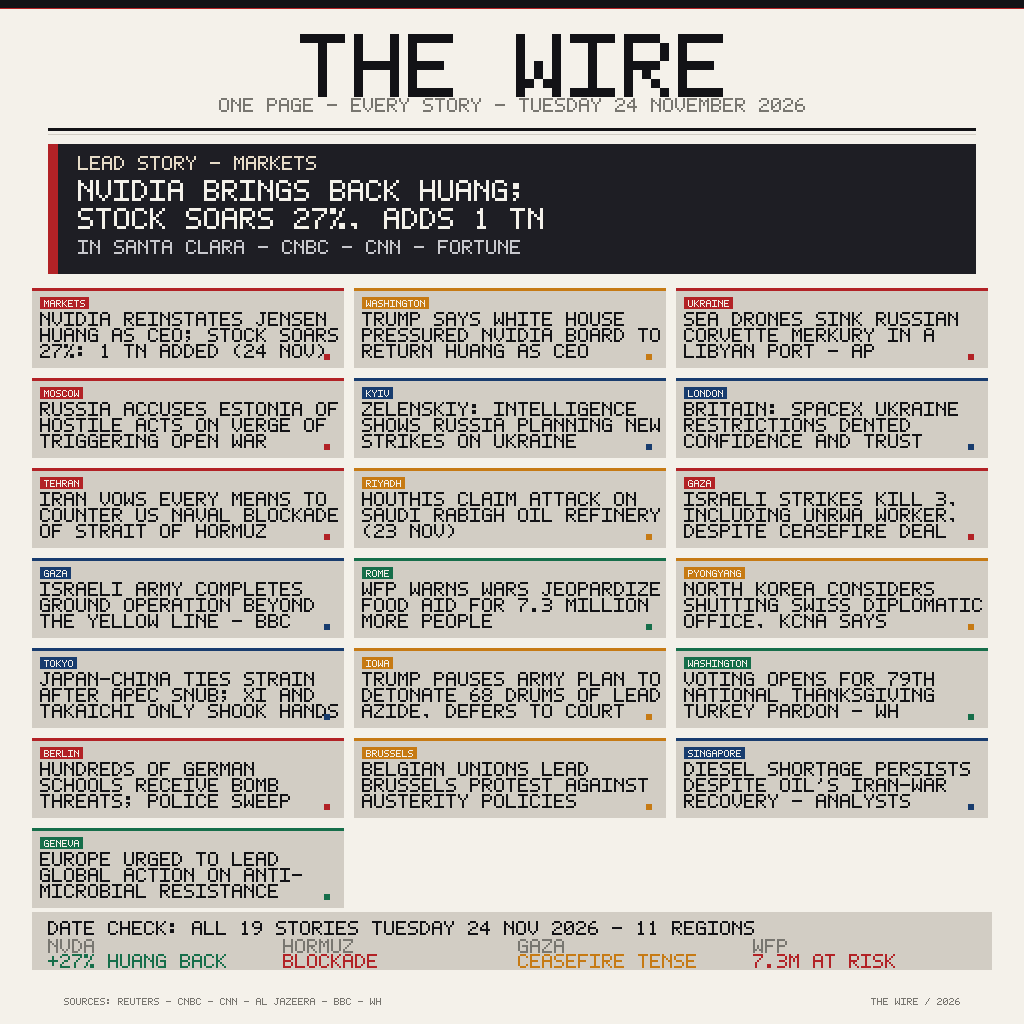 THE WIRE
ONE PAGE — EVERY STORY — TUESDAY 24 NOVEMBER 2026
LEAD STORY — MARKETS
NVIDIA BRINGS BACK HUANG;
STOCK SOARS 27%, ADDS 1 TN
IN SANTA CLARA — CNBC — CNN — FORTUNE
MARKETS
NVIDIA REINSTATES JENSEN
HUANG AS CEO; STOCK SOARS
27%: 1 TN ADDED (24 NOV)
WASHINGTON
TRUMP SAYS WHITE HOUSE
PRESSURED NVIDIA BOARD TO
RETURN HUANG AS CEO
UKRAINE
SEA DRONES SINK RUSSIAN
CORVETTE MERKURY IN A
LIBYAN PORT — AP
MOSCOW
RUSSIA ACCUSES ESTONIA OF
HOSTILE ACTS ON VERGE OF
TRIGGERING OPEN WAR
KYIV
ZELENSKIY: INTELLIGENCE
SHOWS RUSSIA PLANNING NEW
STRIKES ON UKRAINE
LONDON
BRITAIN: SPACEX UKRAINE
RESTRICTIONS DENTED
CONFIDENCE AND TRUST
TEHRAN
IRAN VOWS EVERY MEANS TO
COUNTER US NAVAL BLOCKADE
OF STRAIT OF HORMUZ
RIYADH
HOUTHIS CLAIM ATTACK ON
SAUDI RABIGH OIL REFINERY
(23 NOV)
GAZA
ISRAELI STRIKES KILL 3,
INCLUDING UNRWA WORKER,
DESPITE CEASEFIRE DEAL
GAZA
ISRAELI ARMY COMPLETES
GROUND OPERATION BEYOND
THE YELLOW LINE — BBC
ROME
WFP WARNS WARS JEOPARDIZE
FOOD AID FOR 7.3 MILLION
MORE PEOPLE
PYONGYANG
NORTH KOREA CONSIDERS
SHUTTING SWISS DIPLOMATIC
OFFICE, KCNA SAYS
TOKYO
JAPAN-CHINA TIES STRAIN
AFTER APEC SNUB; XI AND
TAKAICHI ONLY SHOOK HANDS
IOWA
TRUMP PAUSES ARMY PLAN TO
DETONATE 68 DRUMS OF LEAD
AZIDE, DEFERS TO COURT
WASHINGTON
VOTING OPENS FOR 79TH
NATIONAL THANKSGIVING
TURKEY PARDON — WH
BERLIN
HUNDREDS OF GERMAN
SCHOOLS RECEIVE BOMB
THREATS; POLICE SWEEP
BRUSSELS
BELGIAN UNIONS LEAD
BRUSSELS PROTEST AGAINST
AUSTERITY POLICIES
SINGAPORE
DIESEL SHORTAGE PERSISTS
DESPITE OIL'S IRAN-WAR
RECOVERY — ANALYSTS
GENEVA
EUROPE URGED TO LEAD
GLOBAL ACTION ON ANTI-
MICROBIAL RESISTANCE
DATE CHECK: ALL 19 STORIES TUESDAY 24 NOV 2026 — 11 REGIONS
NVDA
+27% HUANG BACK
HORMUZ
BLOCKADE
GAZA
CEASEFIRE TENSE
WFP
7.3M AT RISK
SOURCES: REUTERS — CNBC — CNN — AL JAZEERA — BBC — WH
THE WIRE / 2026